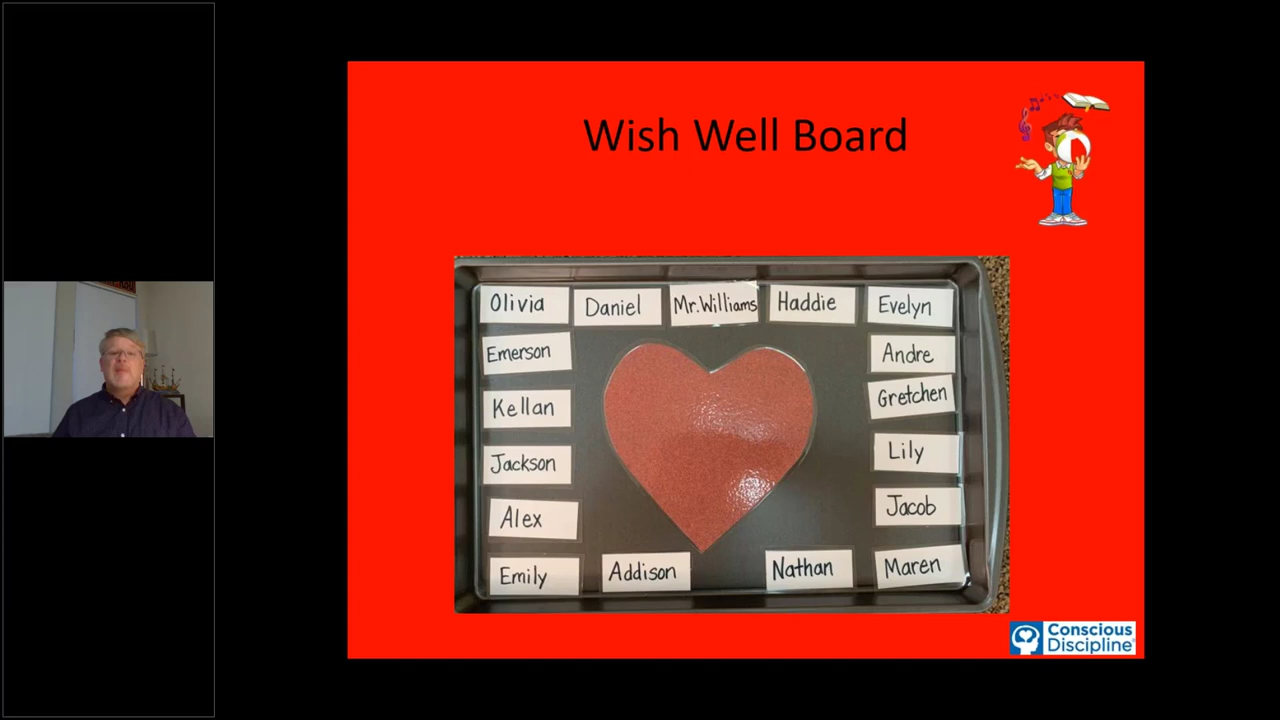 Wish Well Board
Olivia Daniel Mr. Williams Haddie Evelyn
Emerson Andre
Kellan Gretchen
Jackson Lily
Alex Jacob
Emily Addison Nathan Maren
Conscious
Discipline®